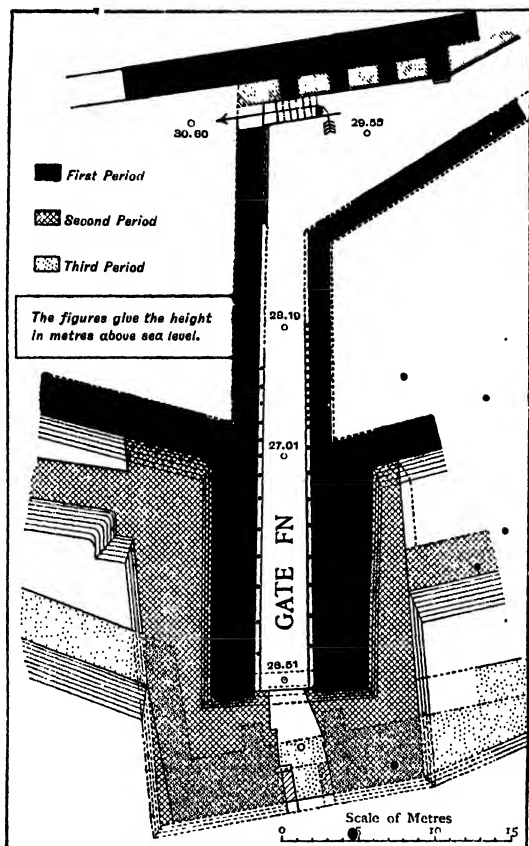 30.60
29.55
First Period
Second Period
Third Period
The figures give the height
in metres above sea level.
28.19
27.01
GATE FN
26.51
Scale of Metres
0 5 10 15